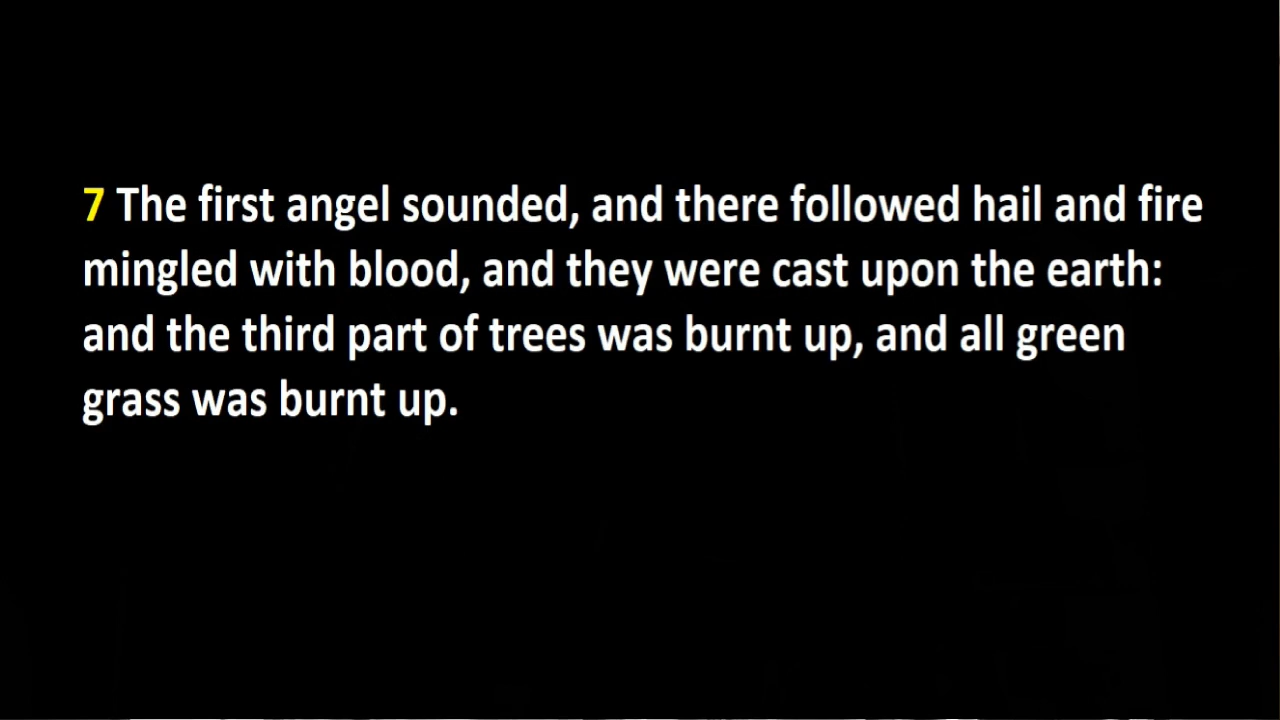 7 The first angel sounded, and there followed hail and fire
mingled with blood, and they were cast upon the earth:
and the third part of trees was burnt up, and all green
grass was burnt up.